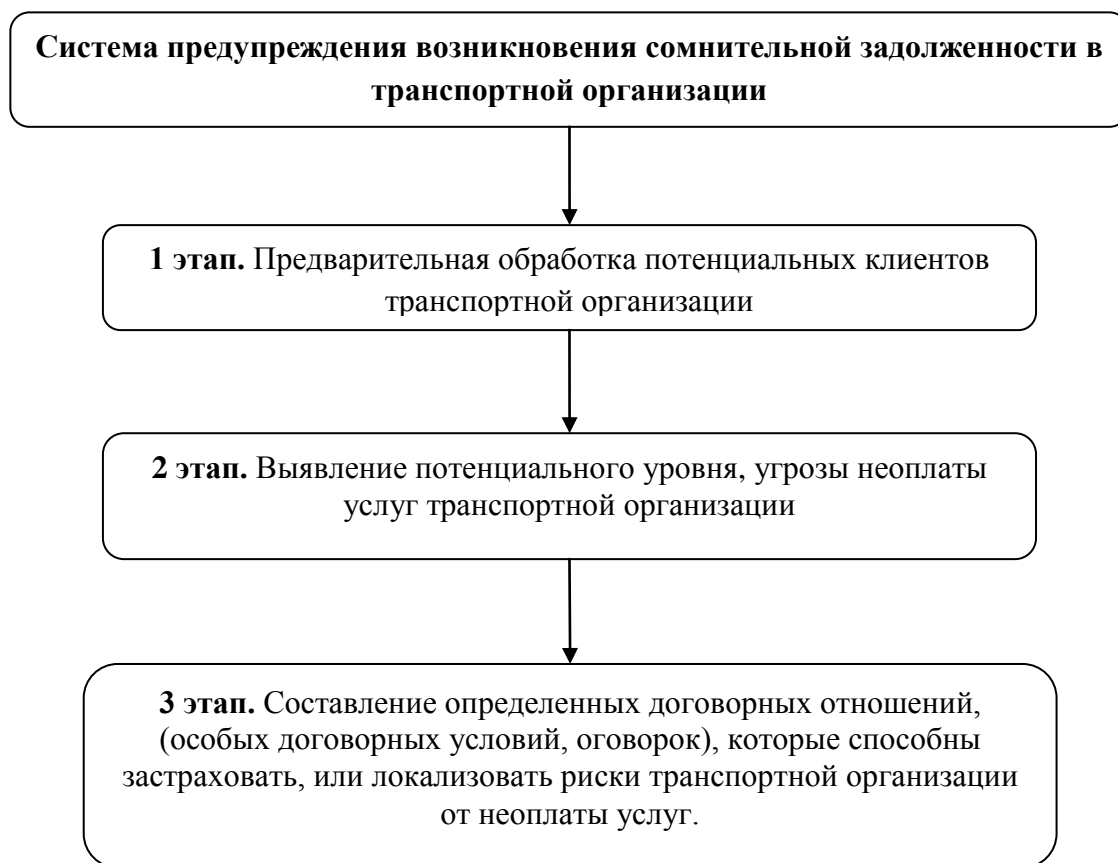 Система предупреждения возникновения сомнительной задолженности в
транспортной организации
1 этап. Предварительная обработка потенциальных клиентов
транспортной организации
2 этап. Выявление потенциального уровня, угрозы неоплаты
услуг транспортной организации
3 этап. Составление определенных договорных отношений,
(особых договорных условий, оговорок), которые способны
застраховать, или локализовать риски транспортной организации
от неоплаты услуг.